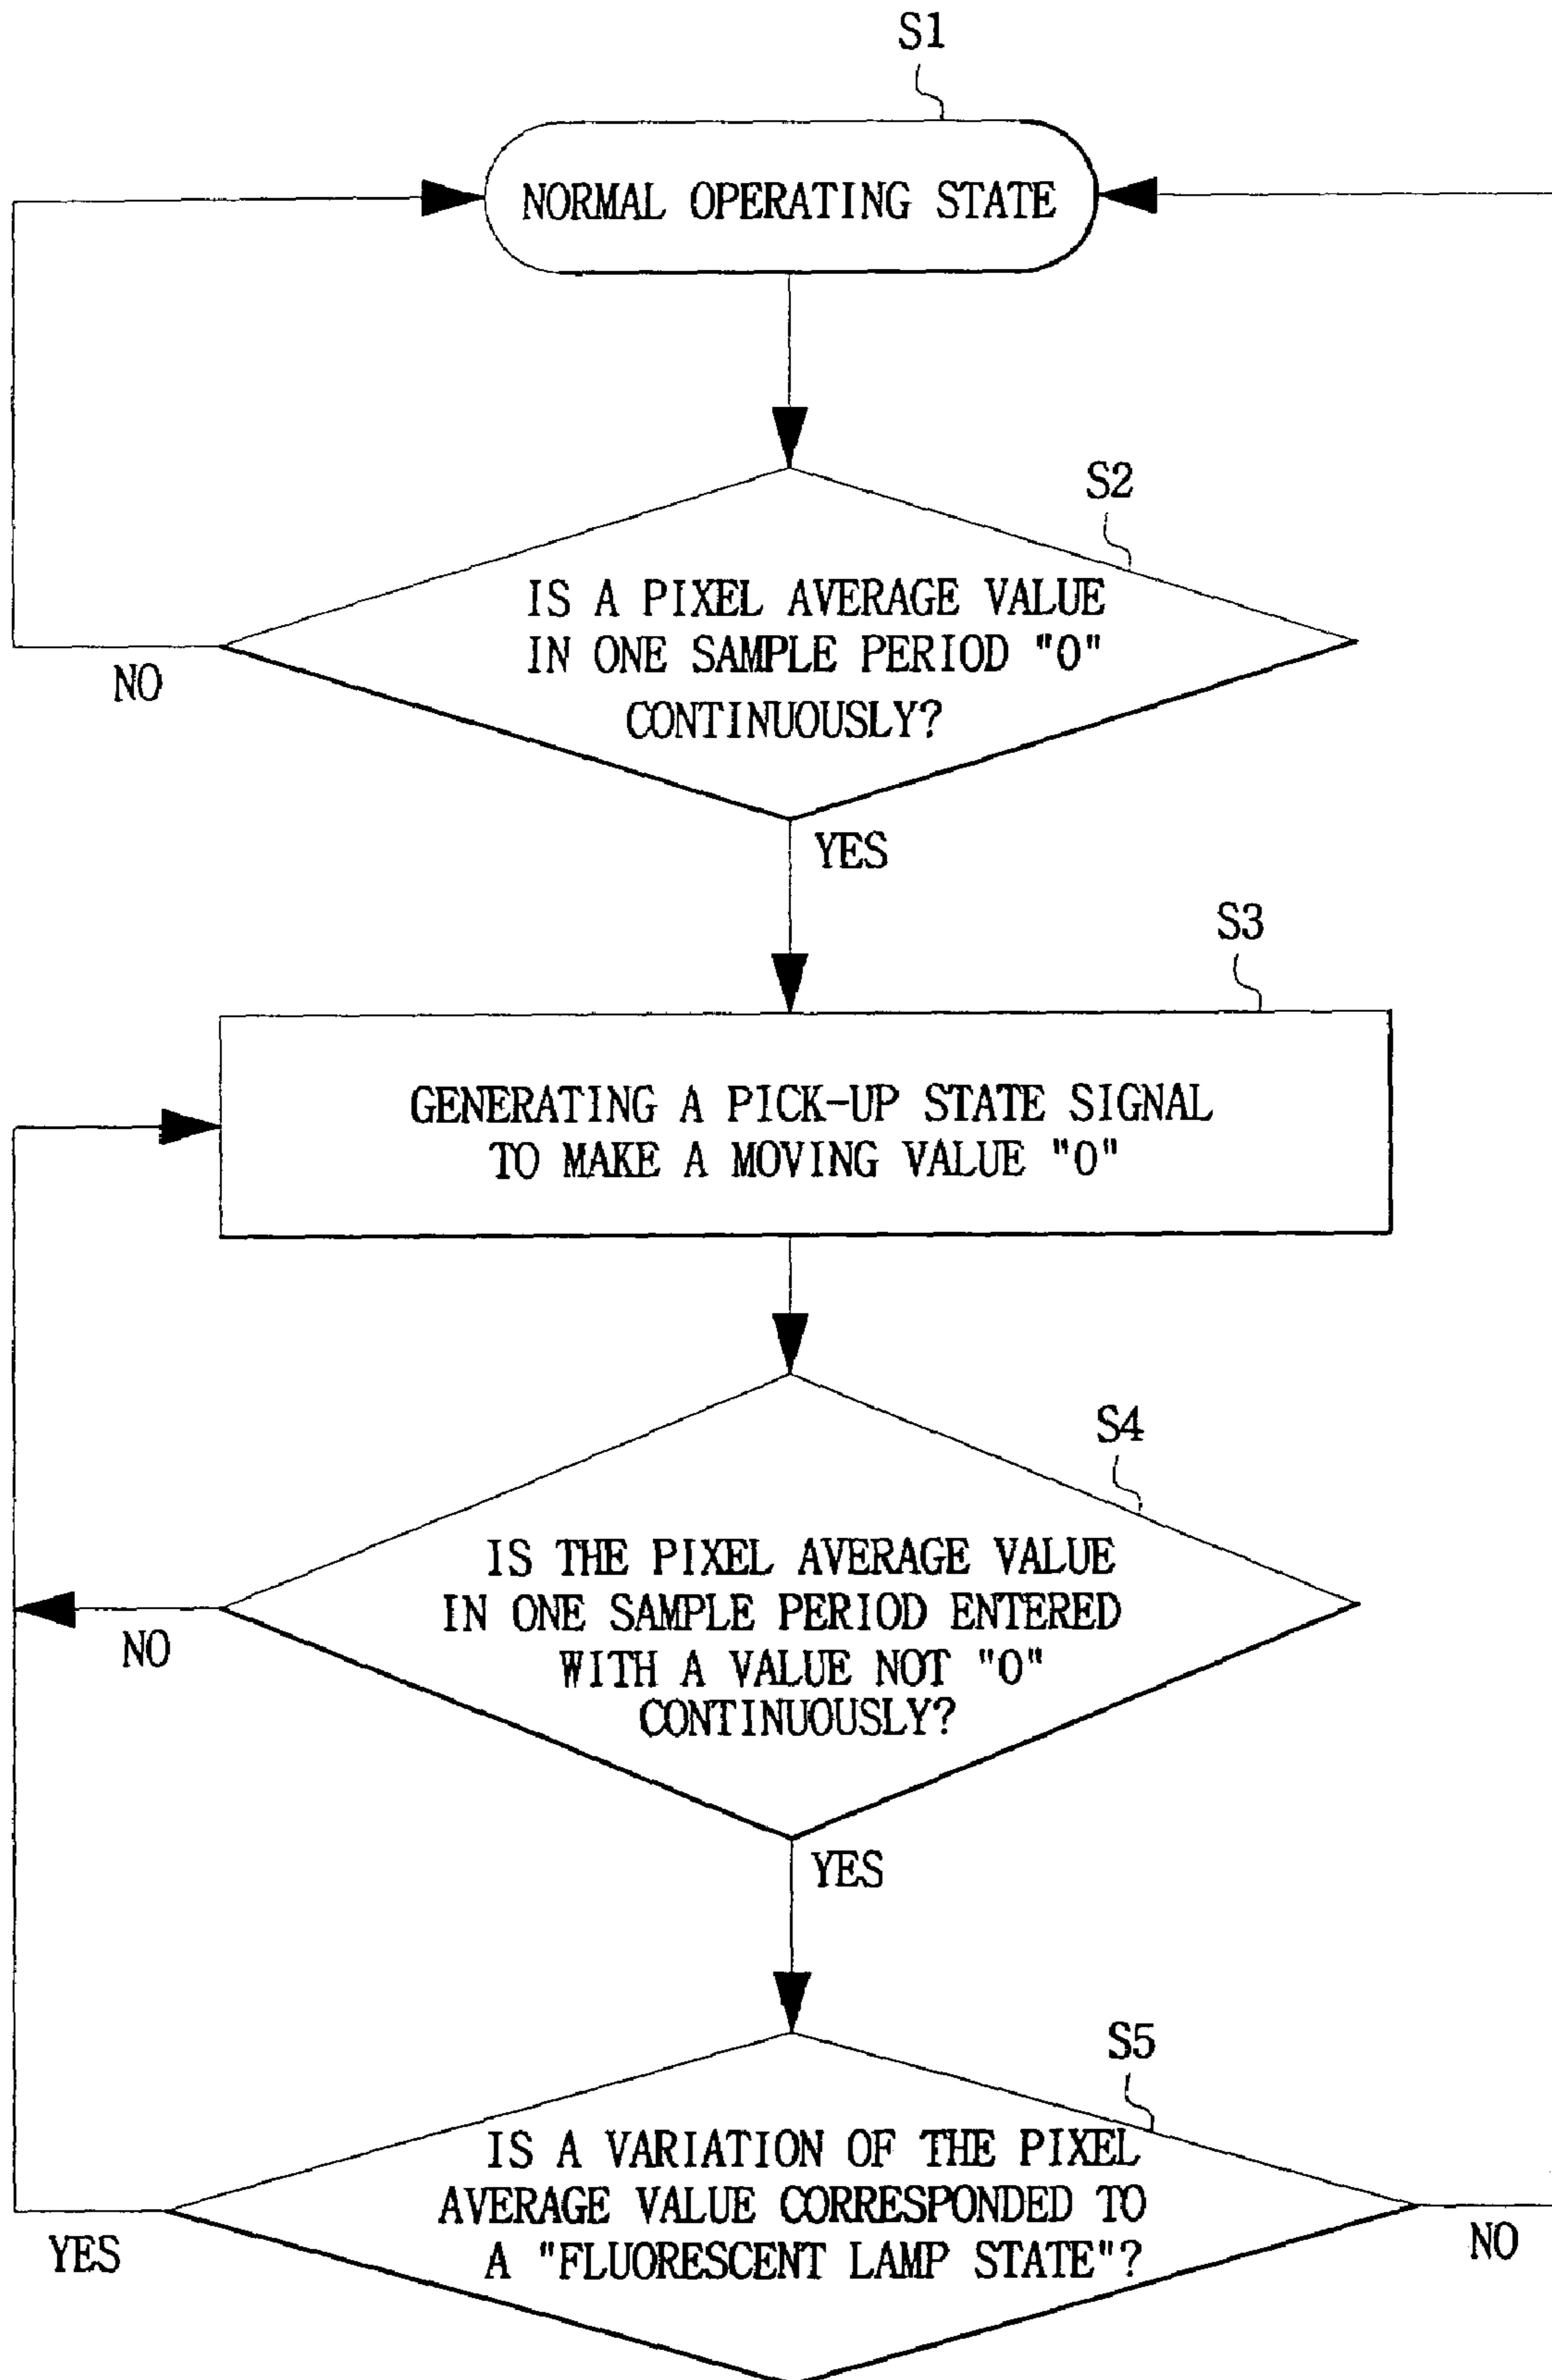 S1
NORMAL OPERATING STATE
S2
IS A PIXEL AVERAGE VALUE
IN ONE SAMPLE PERIOD "0"
CONTINUOUSLY?
NO
YES
S3
GENERATING A PICK-UP STATE SIGNAL
TO MAKE A MOVING VALUE "0"
S4
IS THE PIXEL AVERAGE VALUE
IN ONE SAMPLE PERIOD ENTERED
WITH A VALUE NOT "0"
CONTINUOUSLY?
NO
YES
S5
IS A VARIATION OF THE PIXEL
AVERAGE VALUE CORRESPONDED TO
A "FLUORESCENT LAMP STATE"?
YES
NO